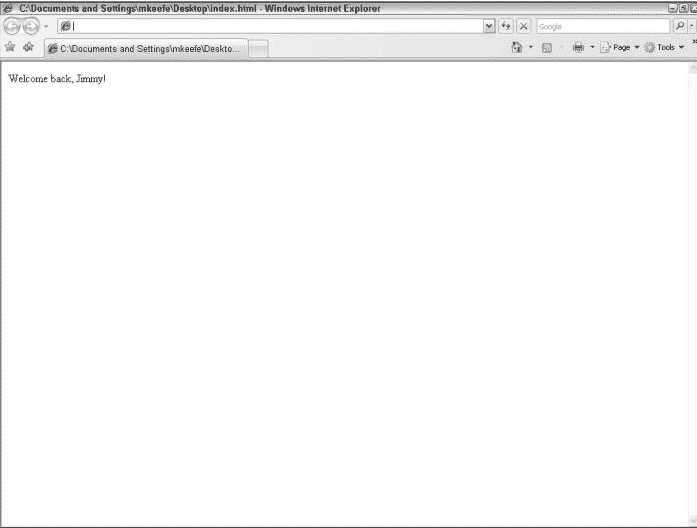 C:\Documents and Settings\mkeefe\Desktop\index.html - Windows Internet Explorer
Google
C:\Documents and Settings\mkeefe\Deskto...
Page
Tools
Welcome back, Jimmy!